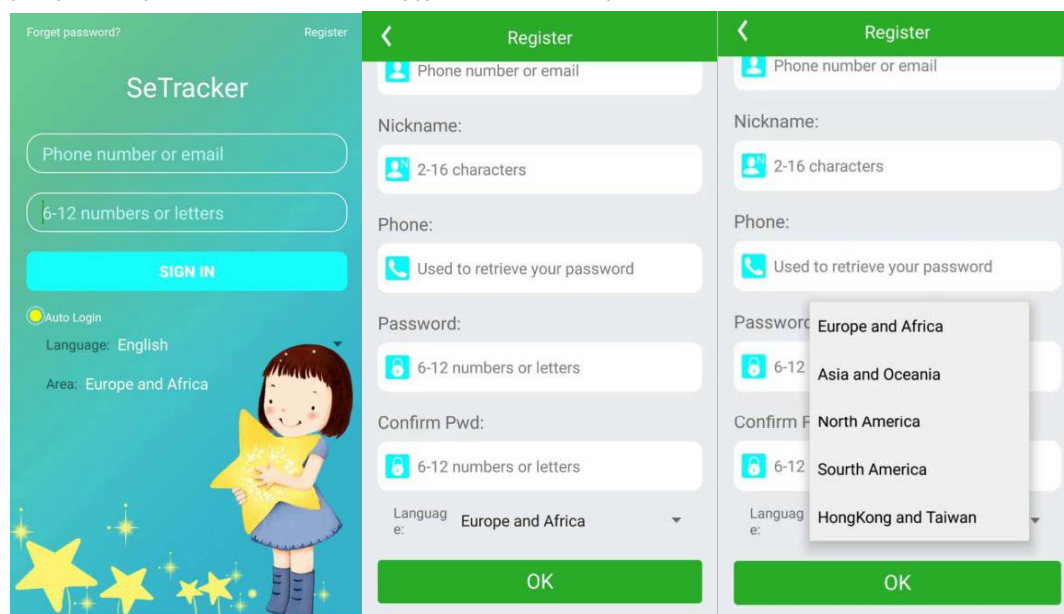 Forget password?
Register
SeTracker
Phone number or email
6-12 numbers or letters
SIGN IN
Auto Login
Language: English
Area: Europe and Africa
Register
Phone number or email
Nickname:
2-16 characters
Phone:
Used to retrieve your password
Password:
6-12 numbers or letters
Confirm Pwd:
6-12 numbers or letters
Languag
e:
Europe and Africa
OK
Register
Phone number or email
Nickname:
2-16 characters
Phone:
Used to retrieve your password
Password
6-12
Confirm P
6-12
Languag
e:
Europe and Africa
Asia and Oceania
North America
Sourth America
HongKong and Taiwan
OK